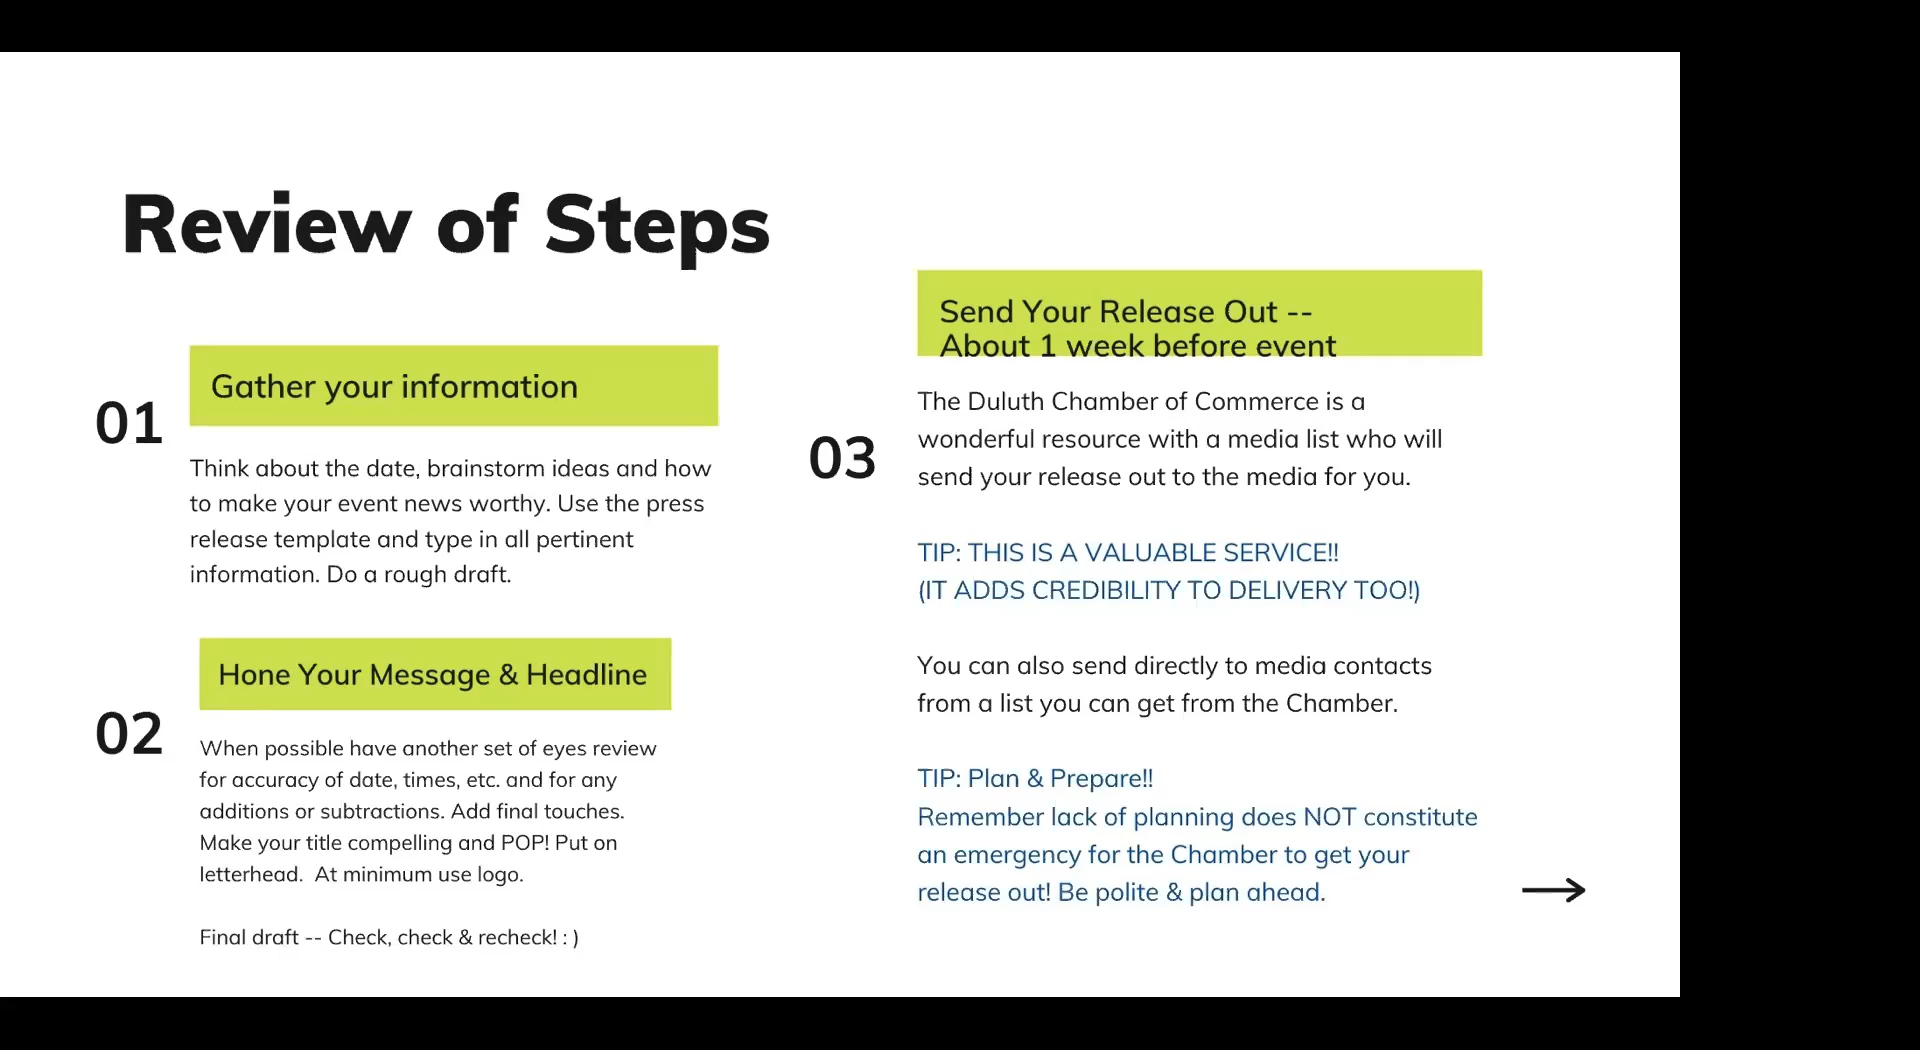 Review of Steps
01
Gather your information
Think about the date, brainstorm ideas and how
to make your event news worthy. Use the press
release template and type in all pertinent
information. Do a rough draft.
02
Hone Your Message & Headline
When possible have another set of eyes review
for accuracy of date, times, etc. and for any
additions or subtractions. Add final touches.
Make your title compelling and POP! Put on
letterhead.  At minimum use logo.
Final draft -- Check, check & recheck! : )
03
Send Your Release Out --
About 1 week before event
The Duluth Chamber of Commerce is a
wonderful resource with a media list who will
send your release out to the media for you.
TIP: THIS IS A VALUABLE SERVICE!!
(IT ADDS CREDIBILITY TO DELIVERY TOO!)
You can also send directly to media contacts
from a list you can get from the Chamber.
TIP: Plan & Prepare!!
Remember lack of planning does NOT constitute
an emergency for the Chamber to get your
release out! Be polite & plan ahead.